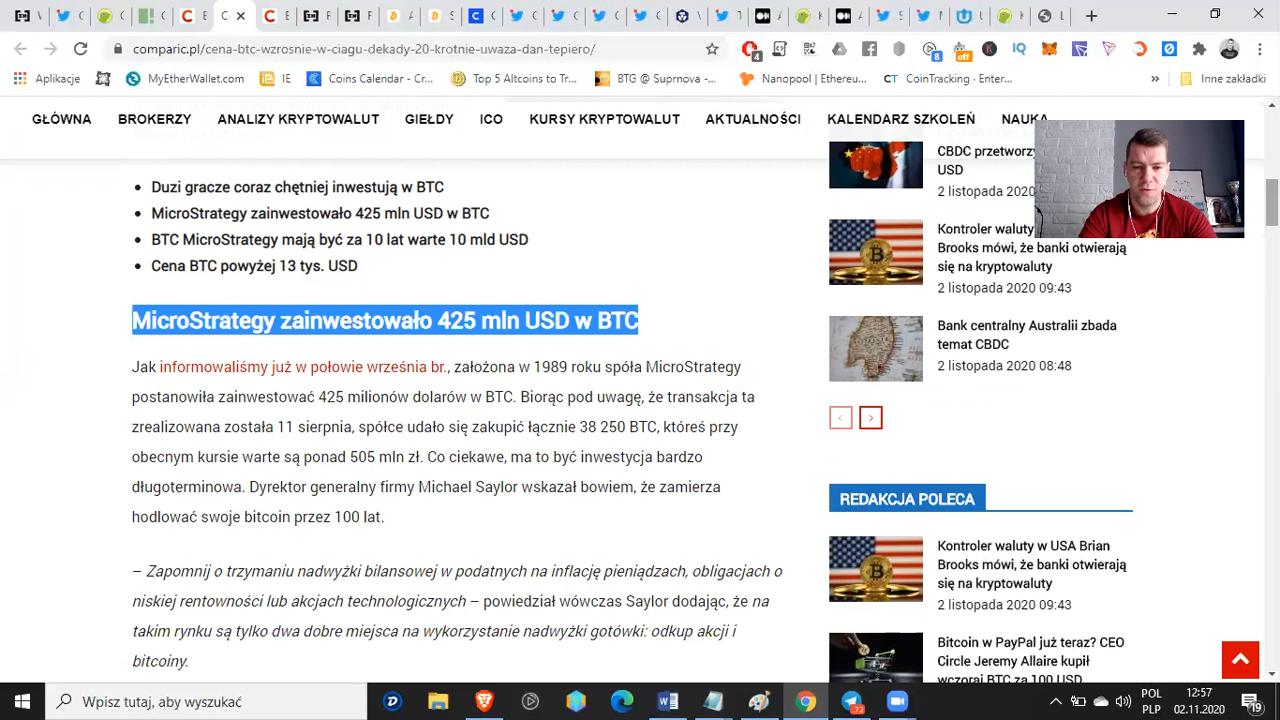 comparic.pl/cena-btc-wzrosnie-w-ciagu-dekady-20-krotnie-uwaza-dan-tepiero/
Aplikacje
MyEtherWallet.com
IE
Coins Calendar - Cr...
Top 5 Altcoins to Tr...
BTG @ Suprnova -...
Nanopool | Ethereu...
CT CoinTracking · Enter...
Inne zakładki
GŁÓWNA BROKERZY ANALIZY KRYPTOWALUT GIEŁDY ICO KURSY KRYPTOWALUT AKTUALNOŚCI KALENDARZ SZKOLEŃ NAUKA
Duzi gracze coraz chętniej inwestują w BTC
MicroStrategy zainwestowało 425 mln USD w BTC
BTC MicroStrategy mają być za 10 lat warte 10 mld USD
Cena BTC powyżej 13 tys. USD
MicroStrategy zainwestowało 425 mln USD w BTC
Jak informowaliśmy już w połowie września br., założona w 1989 roku spóła MicroStrategy
postanowiła zainwestować 425 milionów dolarów w BTC. Biorąc pod uwagę, że transakcja ta
zrealizowana została 11 sierpnia, spółce udało się zakupić łącznie 38 250 BTC, któreś przy
obecnym kursie warte są ponad 505 mln zł. Co ciekawe, ma to być inwestycja bardzo
długoterminowa. Dyrektor generalny firmy Michael Saylor wskazał bowiem, że zamierza
hodlować swoje bitcoin przez 100 lat.
– Zapomnij o trzymaniu nadwyżki bilansowej w podatnych na inflację pieniądzach, obligacjach o
niskiej rentowności lub akcjach technologicznych – powiedział wówczas Saylor dodając, że na
takim rynku są tylko dwa dobre miejsca na wykorzystanie nadwyżki gotówki: odkup akcji i
bitcoiny.
CBDC przetworzy
USD
2 listopada 2020
Kontroler waluty
Brooks mówi, że banki otwierają
się na kryptowaluty
2 listopada 2020 09:43
Bank centralny Australii zbada
temat CBDC
2 listopada 2020 08:48
REDAKCJA POLECA
Kontroler waluty w USA Brian
Brooks mówi, że banki otwierają
się na kryptowaluty
2 listopada 2020 09:43
Bitcoin w PayPal już teraz? CEO
Circle Jeremy Allaire kupił
wczoraj BTC za 100 USD
Wpisz tutaj, aby wyszukać
POL
PLP
12:57
02.11.2020
19